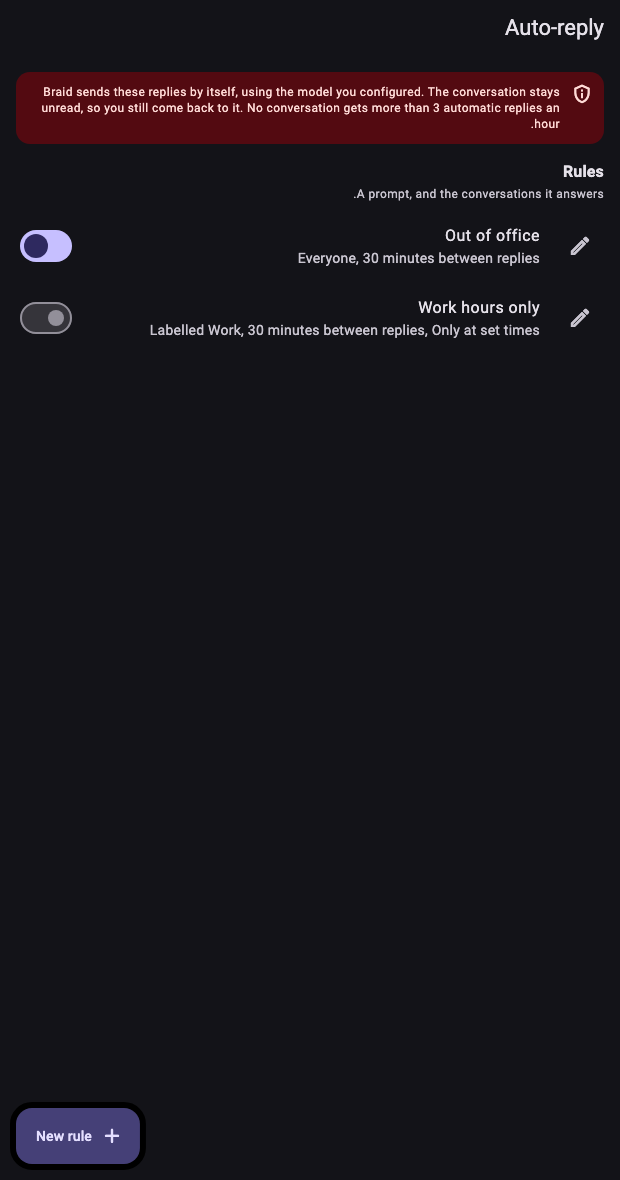 Auto-reply
Braid sends these replies by itself, using the model you configured. The conversation stays
unread, so you still come back to it. No conversation gets more than 3 automatic replies an
.hour
Rules
.A prompt, and the conversations it answers
Out of office
Everyone, 30 minutes between replies
Work hours only
Labelled Work, 30 minutes between replies, Only at set times
New rule